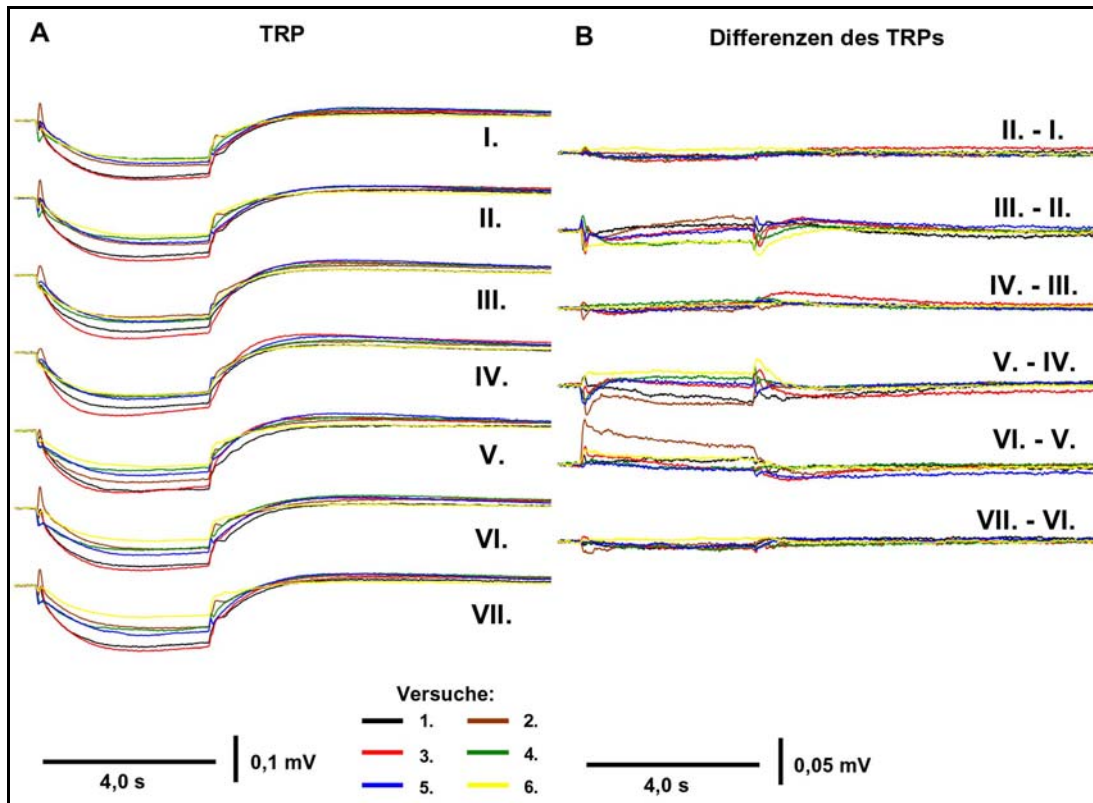 A
TRP
I.
II.
III.
IV.
V.
VI.
VII.
B
Differenzen des TRPs
II. - I.
III. - II.
IV. - III.
V. - IV.
VI. - V.
VII. - VI.
Versuche:
1. 2.
3. 4.
5. 6.
4,0 s
0,1 mV
4,0 s
0,05 mV